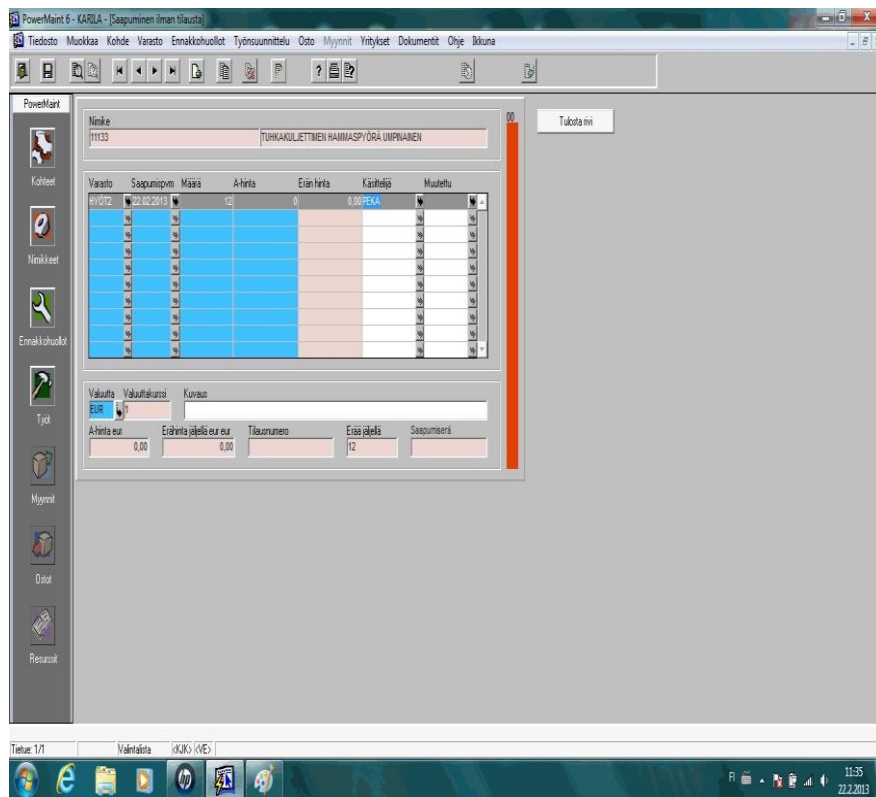 PowerMaint 6 - KARILA - [Saapuminen ilman tilausta]
Tiedosto Muokkaa Kohde Varasto Ennakkohuollot Työnsuunnittelu Osto Myynnit Yritykset Dokumentit Ohje Ikkuna
PowerMaint
Kohteet
Nimikkeet
Ennakkohuollot
Työt
Myynnit
Ostot
Resurssit
Nimike
11133 TUHKAKULJETTIMEN HAMMASPYÖRÄ UMPINAINEN
00
Tulosta rivi
Varasto Saapumispvm Määrä A-hinta Erän hinta Käsittelijä Muutettu
HYÖT2 22.02.2013 12 0 0,00 PEKA
Valuutta Valuuttakurssi Kuvaus
EUR 1
A-hinta eur Erähinta jäljellä eur eur Tilausnumero Erää jäljellä Saapumiserä
0,00 0,00 12
Tietue: 1/1 Valintalista <KJK> <VE>
FI 11:35
22.2.2013